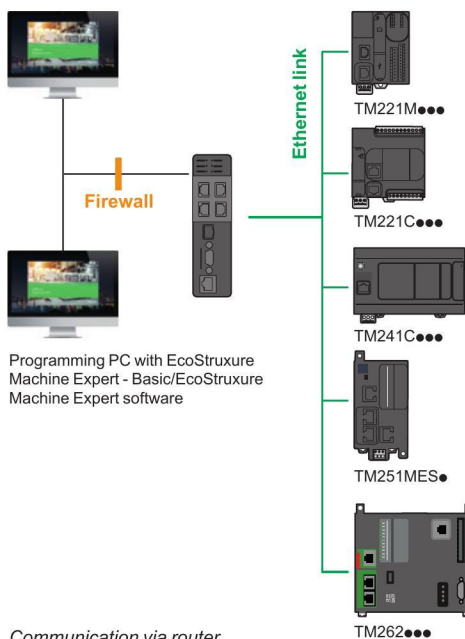 Ethernet link
TM221M●●●
Firewall
TM221C●●●
TM241C●●●
Programming PC with EcoStruxure
Machine Expert - Basic/EcoStruxure
Machine Expert software
TM251MES●
TM262●●●
Communication via router